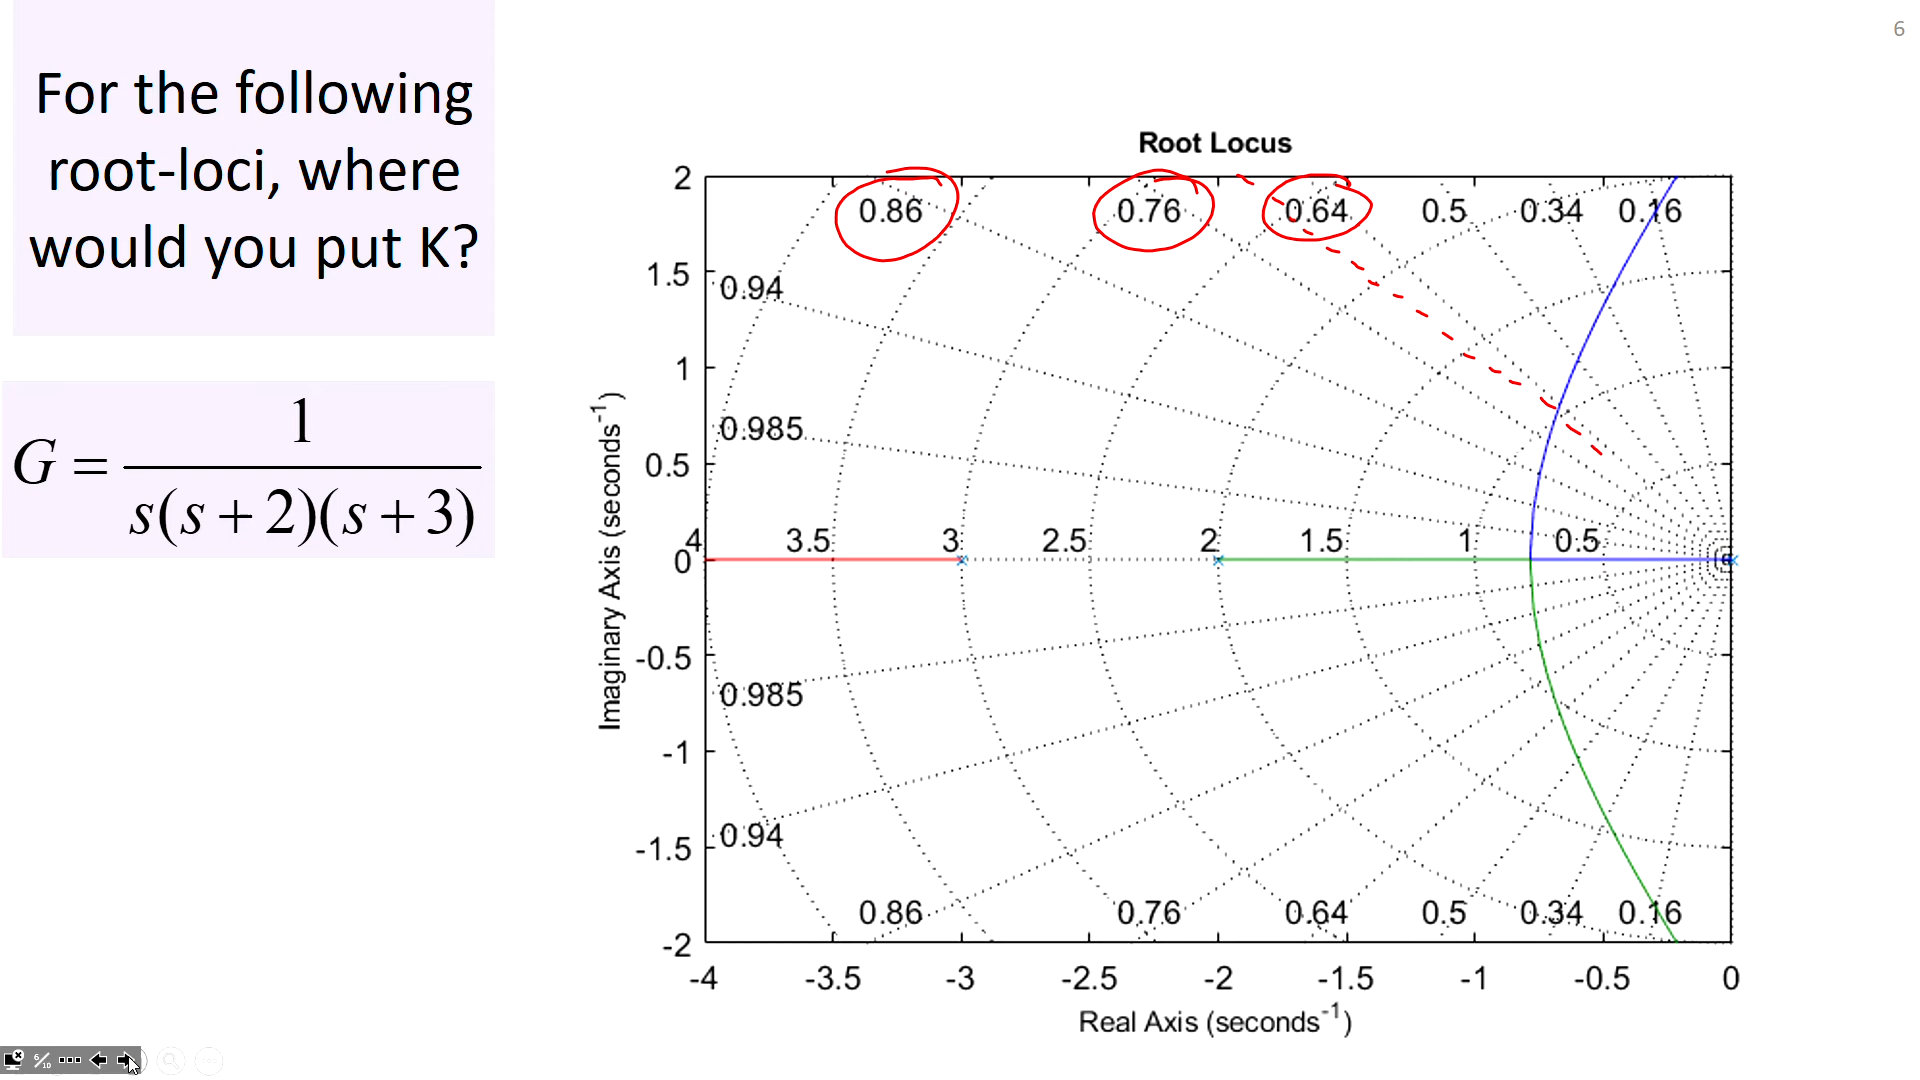 6
For the following
root-loci, where
would you put K?
G = 1 / s(s + 2)(s + 3)
Root Locus
2
0.86 0.76 0.64 0.5 0.34 0.16
1.5
0.94
1
0.985
0.5
4 3.5 3 2.5 2 1.5 1 0.5
0
-0.5
0.985
-1
0.94
-1.5
0.86 0.76 0.64 0.5 0.34 0.16
-2
-4 -3.5 -3 -2.5 -2 -1.5 -1 -0.5 0
Imaginary Axis (seconds⁻¹)
Real Axis (seconds⁻¹)
6/10